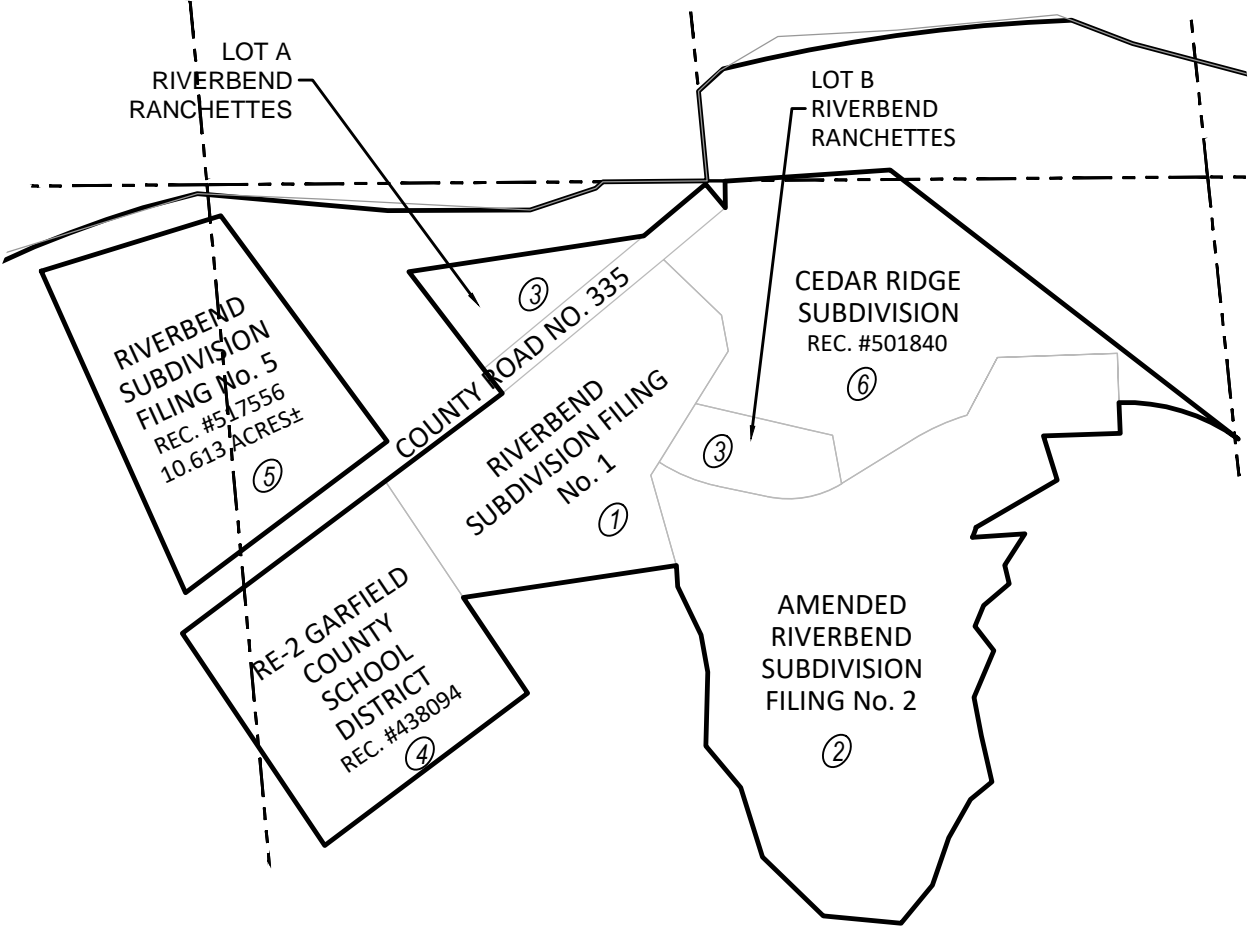 LOT A
RIVERBEND
RANCHETTES
LOT B
RIVERBEND
RANCHETTES
3
COUNTY ROAD NO. 335
CEDAR RIDGE
SUBDIVISION
REC. #501840
6
RIVERBEND
SUBDIVISION
FILING No. 5
REC. #517556
10.613 ACRES±
5
RIVERBEND
SUBDIVISION FILING
No. 1
1
3
RE-2 GARFIELD
COUNTY
SCHOOL
DISTRICT
REC. #438094
4
AMENDED
RIVERBEND
SUBDIVISION
FILING No. 2
2